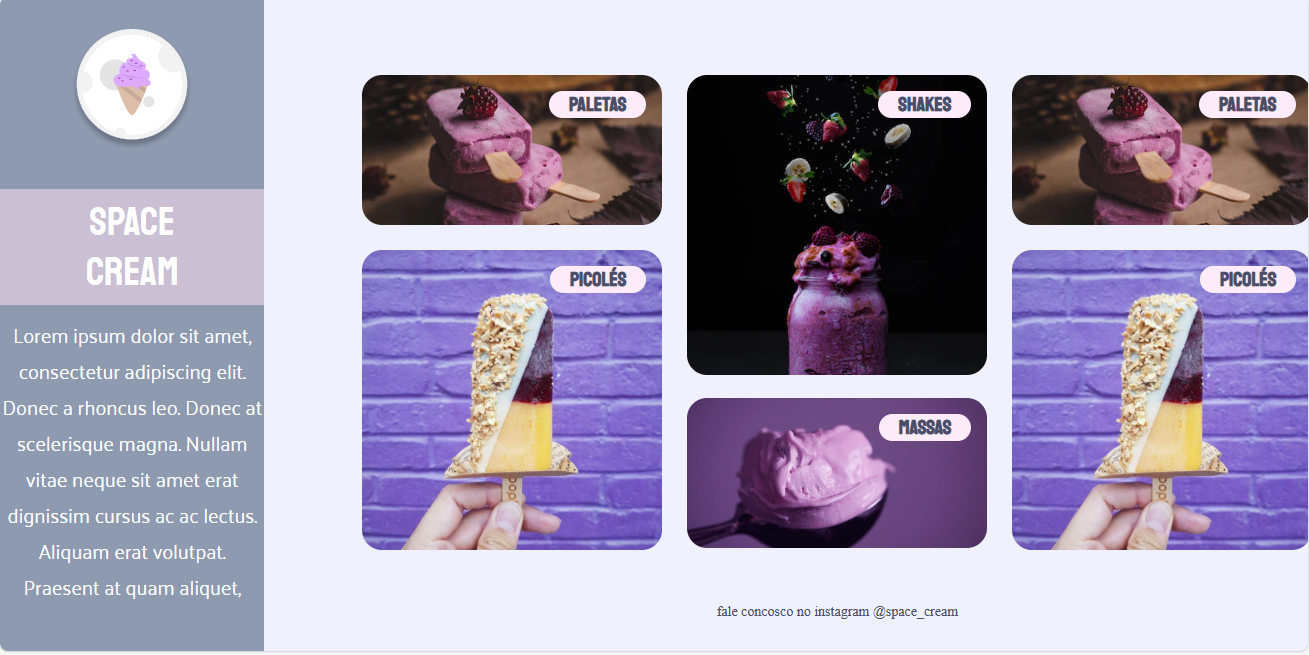 SPACE
CREAM
Lorem ipsum dolor sit amet,
consectetur adipiscing elit.
Donec a rhoncus leo. Donec at
scelerisque magna. Nullam
vitae neque sit amet erat
dignissim cursus ac ac lectus.
Aliquam erat volutpat.
Praesent at quam aliquet,
PALETAS
PICOLÉS
SHAKES
MASSAS
PALETAS
PICOLÉS
fale concosco no instagram @space_cream